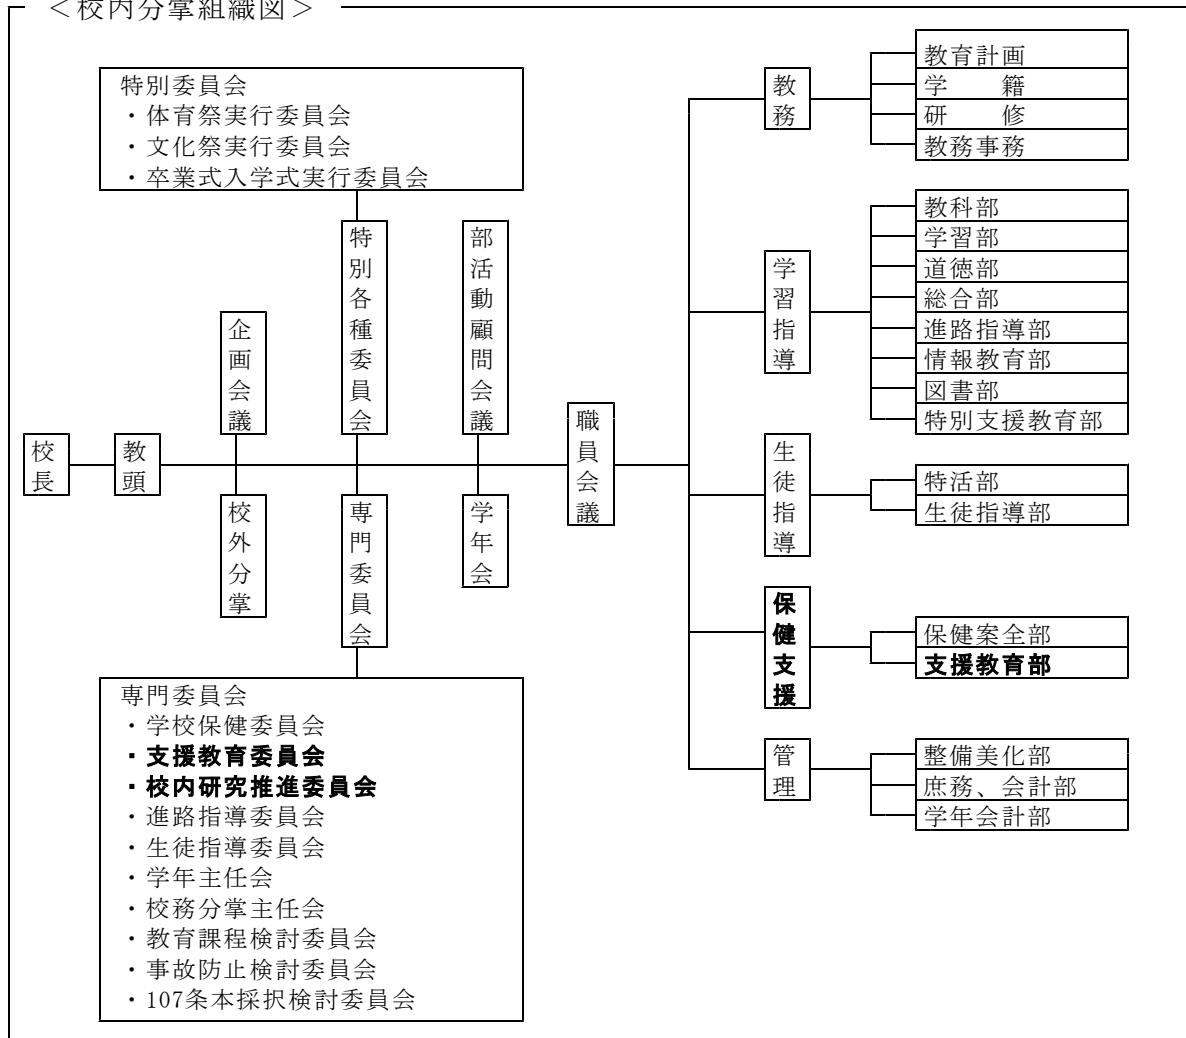 <校内分掌組織図>
特別委員会
・体育祭実行委員会
・文化祭実行委員会
・卒業式入学式実行委員会
特別各種委員会
部活動顧問会議
企画会議
校長
教頭
職員会議
校外分掌
専門委員会
学年会
専門委員会
・学校保健委員会
・支援教育委員会
・校内研究推進委員会
・進路指導委員会
・生徒指導委員会
・学年主任会
・校務分掌主任会
・教育課程検討委員会
・事故防止検討委員会
・107条本採択検討委員会
教務
教育計画
学　　籍
研　　修
教務事務
学習指導
教科部
学習部
道徳部
総合部
進路指導部
情報教育部
図書部
特別支援教育部
生徒指導
特活部
生徒指導部
保健支援
保健案全部
支援教育部
管理
整備美化部
庶務、会計部
学年会計部